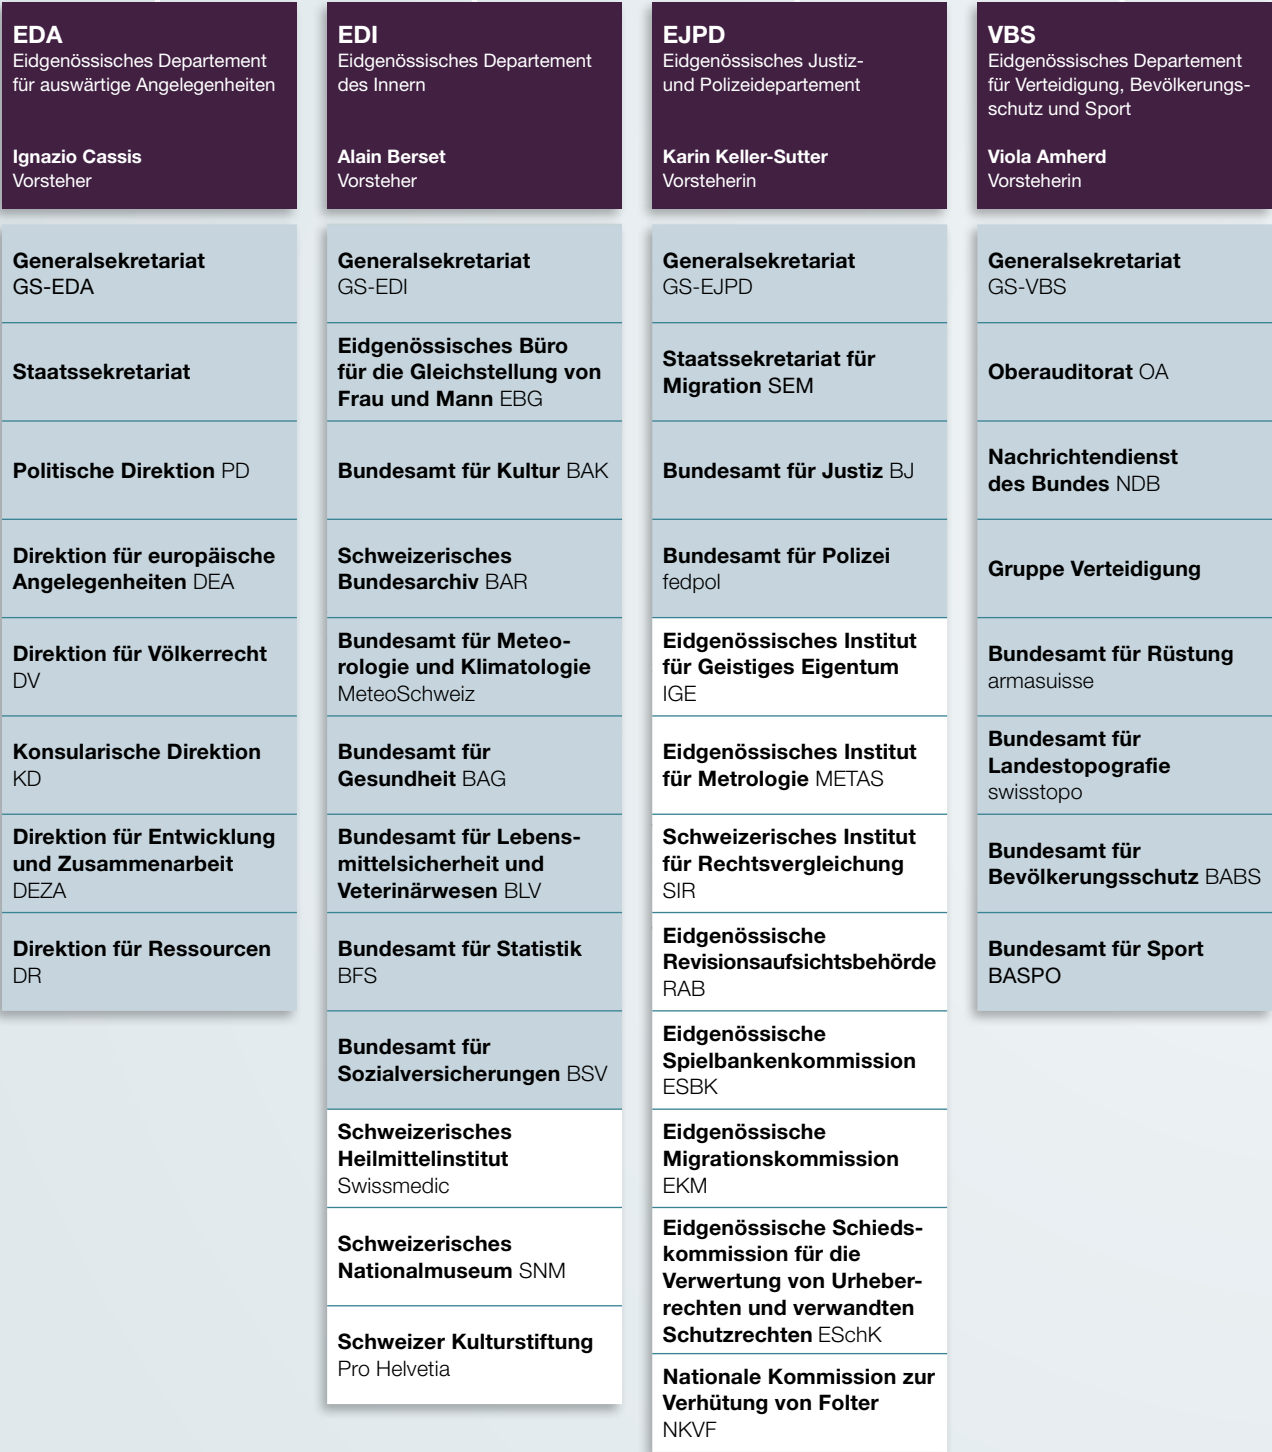 EDA
Eidgenössisches Departement
für auswärtige Angelegenheiten
Ignazio Cassis
Vorsteher
Generalsekretariat
GS-EDA
Staatssekretariat
Politische Direktion PD
Direktion für europäische
Angelegenheiten DEA
Direktion für Völkerrecht
DV
Konsularische Direktion
KD
Direktion für Entwicklung
und Zusammenarbeit
DEZA
Direktion für Ressourcen
DR
EDI
Eidgenössisches Departement
des Innern
Alain Berset
Vorsteher
Generalsekretariat
GS-EDI
Eidgenössisches Büro
für die Gleichstellung von
Frau und Mann EBG
Bundesamt für Kultur BAK
Schweizerisches
Bundesarchiv BAR
Bundesamt für Meteo-
rologie und Klimatologie
MeteoSchweiz
Bundesamt für
Gesundheit BAG
Bundesamt für Lebens-
mittelsicherheit und
Veterinärwesen BLV
Bundesamt für Statistik
BFS
Bundesamt für
Sozialversicherungen BSV
Schweizerisches
Heilmittelinstitut
Swissmedic
Schweizerisches
Nationalmuseum SNM
Schweizer Kulturstiftung
Pro Helvetia
EJPD
Eidgenössisches Justiz-
und Polizeidepartement
Karin Keller-Sutter
Vorsteherin
Generalsekretariat
GS-EJPD
Staatssekretariat für
Migration SEM
Bundesamt für Justiz BJ
Bundesamt für Polizei
fedpol
Eidgenössisches Institut
für Geistiges Eigentum
IGE
Eidgenössisches Institut
für Metrologie METAS
Schweizerisches Institut
für Rechtsvergleichung
SIR
Eidgenössische
Revisionsaufsichtsbehörde
RAB
Eidgenössische
Spielbankenkommission
ESBK
Eidgenössische
Migrationskommission
EKM
Eidgenössische Schieds-
kommission für die
Verwertung von Urheber-
rechten und verwandten
Schutzrechten ESchK
Nationale Kommission zur
Verhütung von Folter
NKVF
VBS
Eidgenössisches Departement
für Verteidigung, Bevölkerungs-
schutz und Sport
Viola Amherd
Vorsteherin
Generalsekretariat
GS-VBS
Oberauditorat OA
Nachrichtendienst
des Bundes NDB
Gruppe Verteidigung
Bundesamt für Rüstung
armasuisse
Bundesamt für
Landestopografie
swisstopo
Bundesamt für
Bevölkerungsschutz BABS
Bundesamt für Sport
BASPO